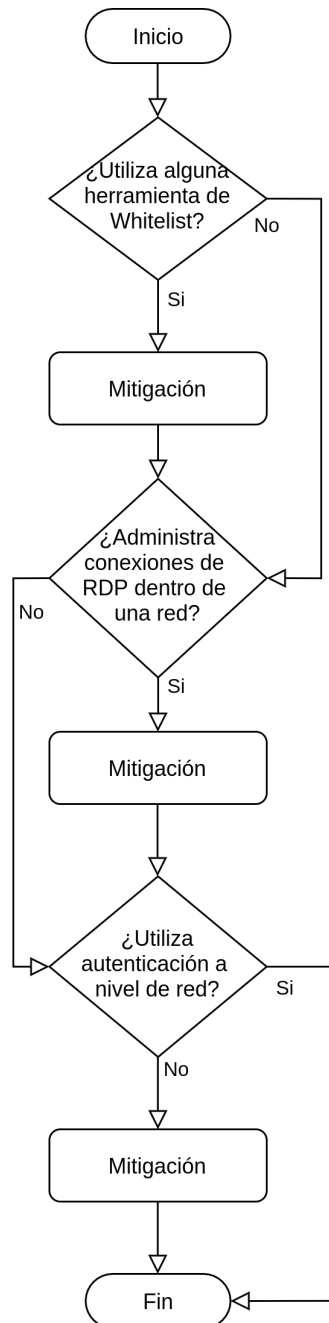 Inicio
¿Utiliza alguna
herramienta de
Whitelist?
No
Si
Mitigación
¿Administra
conexiones de
RDP dentro de
una red?
No
Si
Mitigación
¿Utiliza
autenticación a
nivel de red?
Si
No
Mitigación
Fin